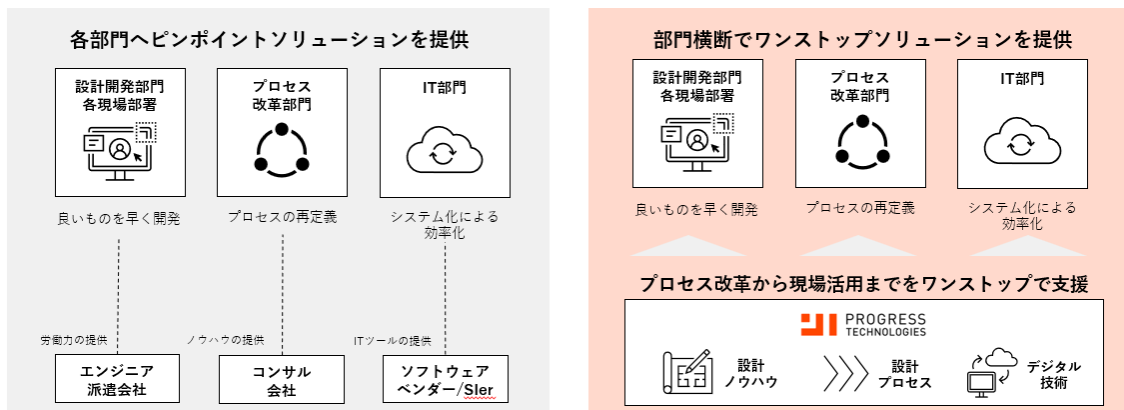 各部門へピンポイントソリューションを提供
設計開発部門
各現場部署
プロセス
改革部門
IT部門
良いものを早く開発
プロセスの再定義
システム化による
効率化
労働力の提供
ノウハウの提供
ITツールの提供
エンジニア
派遣会社
コンサル
会社
ソフトウェア
ベンダー/SIer
部門横断でワンストップソリューションを提供
設計開発部門
各現場部署
プロセス
改革部門
IT部門
良いものを早く開発
プロセスの再定義
システム化による
効率化
プロセス改革から現場活用までをワンストップで支援
PROGRESS
TECHNOLOGIES
設計
ノウハウ
設計
プロセス
デジタル
技術